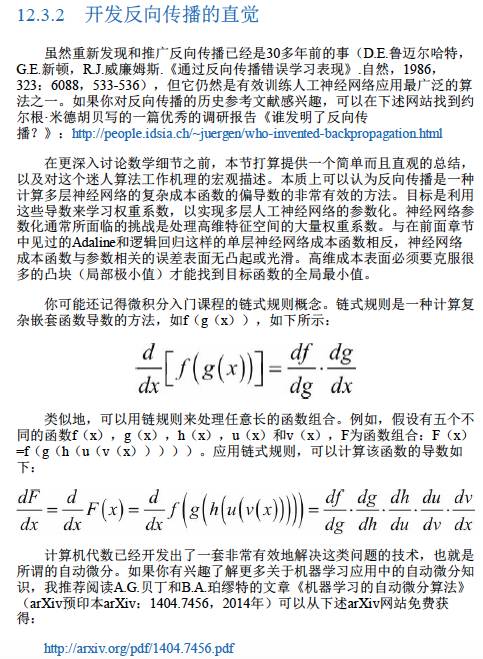 12.3.2 开发反向传播的直觉
虽然重新发现和推广反向传播已经是30多年前的事（D.E.鲁迈尔哈特，
G.E.新顿，R.J.威廉姆斯.《通过反向传播错误学习表现》.自然，1986，
323：6088，533-536），但它仍然是有效训练人工神经网络应用最广泛的算
法之一。如果你对反向传播的历史参考文献感兴趣，可以在下述网站找到约
尔根·米德胡贝写的一篇优秀的调研报告《谁发明了反向传
播？》：http://people.idsia.ch/~juergen/who-invented-backpropagation.html
在更深入讨论数学细节之前，本节打算提供一个简单而且直观的总结，
以及对这个迷人算法工作机理的宏观描述。本质上可以认为反向传播是一种
计算多层神经网络的复杂成本函数的偏导数的非常有效的方法。目标是利用
这些导数来学习权重系数，以实现多层人工神经网络的参数化。神经网络参
数化通常所面临的挑战是处理高维特征空间的大量权重系数。与在前面章节
中见过的Adaline和逻辑回归这样的单层神经网络成本函数相反，神经网络
成本函数与参数相关的误差表面无凸起或光滑。高维成本表面必须要克服很
多的凸块（局部极小值）才能找到目标函数的全局最小值。
你可能还记得微积分入门课程的链式规则概念。链式规则是一种计算复
杂嵌套函数导数的方法，如f（g（x）），如下所示：
d/dx [f(g(x))] = df/dg · dg/dx
类似地，可以用链规则来处理任意长的函数组合。例如，假设有五个不
同的函数f（x），g（x），h（x），u（x）和v（x），F为函数组合：F（x）
=f（g（h（u（v（x）））））。应用链式规则，可以计算该函数的导数如
下：
dF/dx = d/dx F(x) = d/dx f(g(h(u(v(x))))) = df/dg · dg/dh · dh/du · du/dv · dv/dx
计算机代数已经开发出了一套非常有效地解决这类问题的技术，也就是
所谓的自动微分。如果你有兴趣了解更多关于机器学习应用中的自动微分知
识，我推荐阅读A.G.贝丁和B.A.珀缪特的文章《机器学习的自动微分算法》
（arXiv预印本arXiv：1404.7456，2014年）可以从下述arXiv网站免费获
得：
http://arxiv.org/pdf/1404.7456.pdf